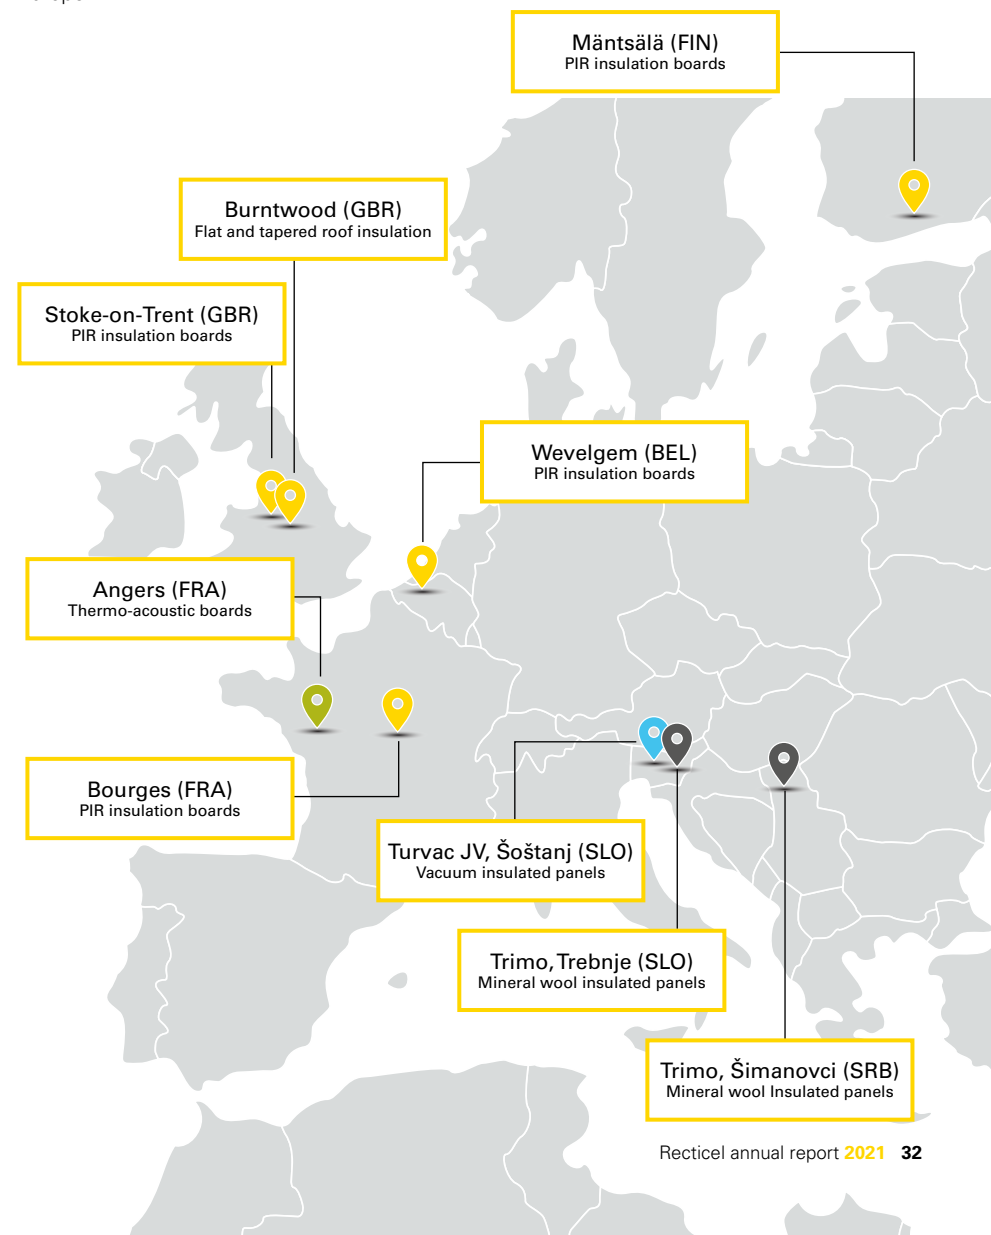 Mäntsälä (FIN)
PIR insulation boards
Burntwood (GBR)
Flat and tapered roof insulation
Stoke-on-Trent (GBR)
PIR insulation boards
Wevelgem (BEL)
PIR insulation boards
Angers (FRA)
Thermo-acoustic boards
Bourges (FRA)
PIR insulation boards
Turvac JV, Šoštanj (SLO)
Vacuum insulated panels
Trimo, Trebnje (SLO)
Mineral wool insulated panels
Trimo, Šimanovci (SRB)
Mineral wool Insulated panels
Recticel annual report 2021 32